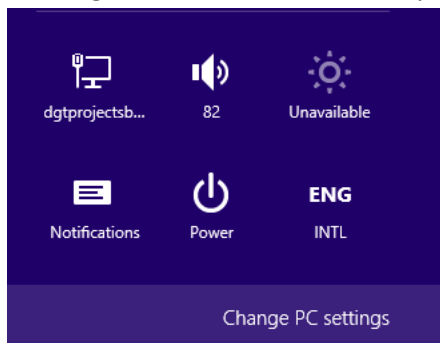 dgtprojectsb...
82
Unavailable
Notifications
Power
ENG
INTL
Change PC settings